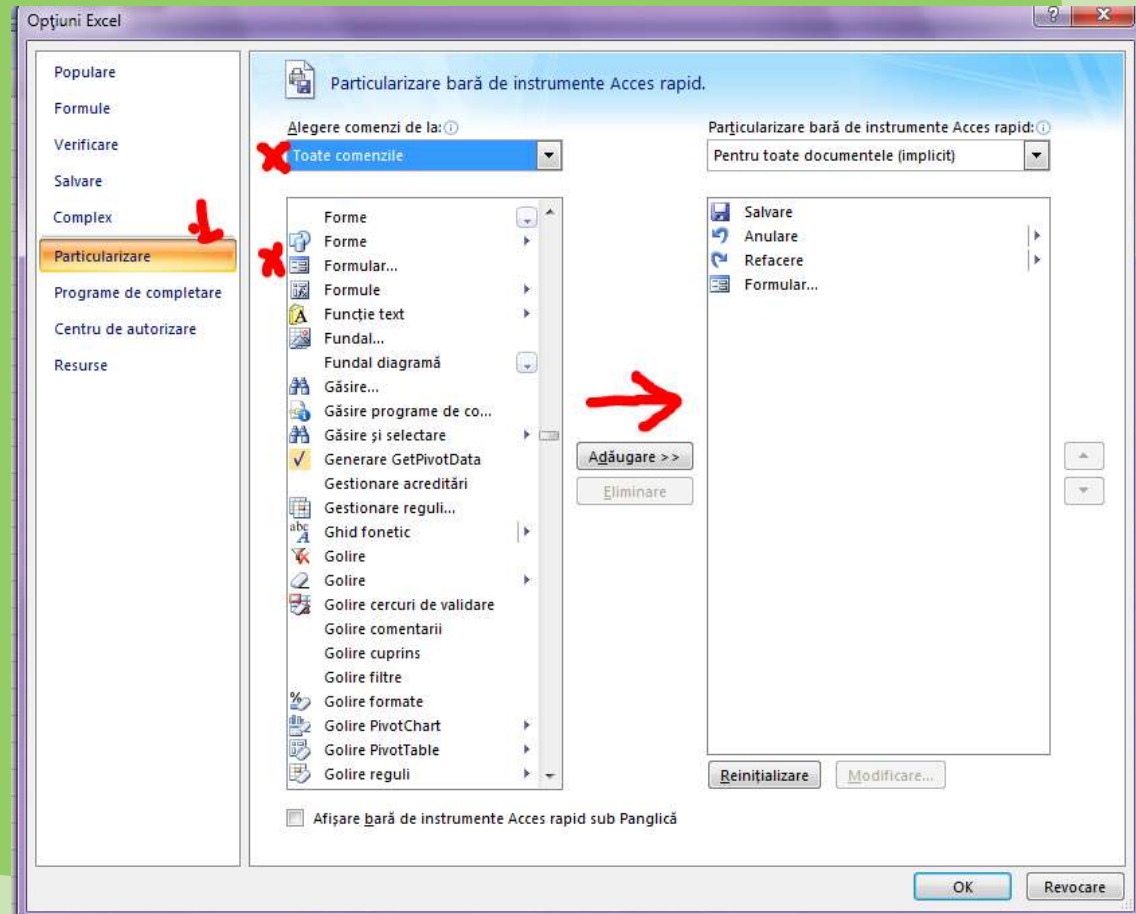 Opţiuni Excel
?
X
Populare
Formule
Verificare
Salvare
Complex
Particularizare
Programe de completare
Centru de autorizare
Resurse
Particularizare bară de instrumente Acces rapid.
Alegere comenzi de la:
Toate comenzile
Forme
Forme
Formular...
Formule
Funcţie text
Fundal...
Fundal diagramă
Găsire...
Găsire programe de co...
Găsire şi selectare
Generare GetPivotData
Gestionare acreditări
Gestionare reguli...
Ghid fonetic
Golire
Golire
Golire cercuri de validare
Golire comentarii
Golire cuprins
Golire filtre
Golire formate
Golire PivotChart
Golire PivotTable
Golire reguli
Adăugare >>
Eliminare
Particularizare bară de instrumente Acces rapid:
Pentru toate documentele (implicit)
Salvare
Anulare
Refacere
Formular...
Reiniţializare
Modificare...
Afişare bară de instrumente Acces rapid sub Panglică
OK
Revocare